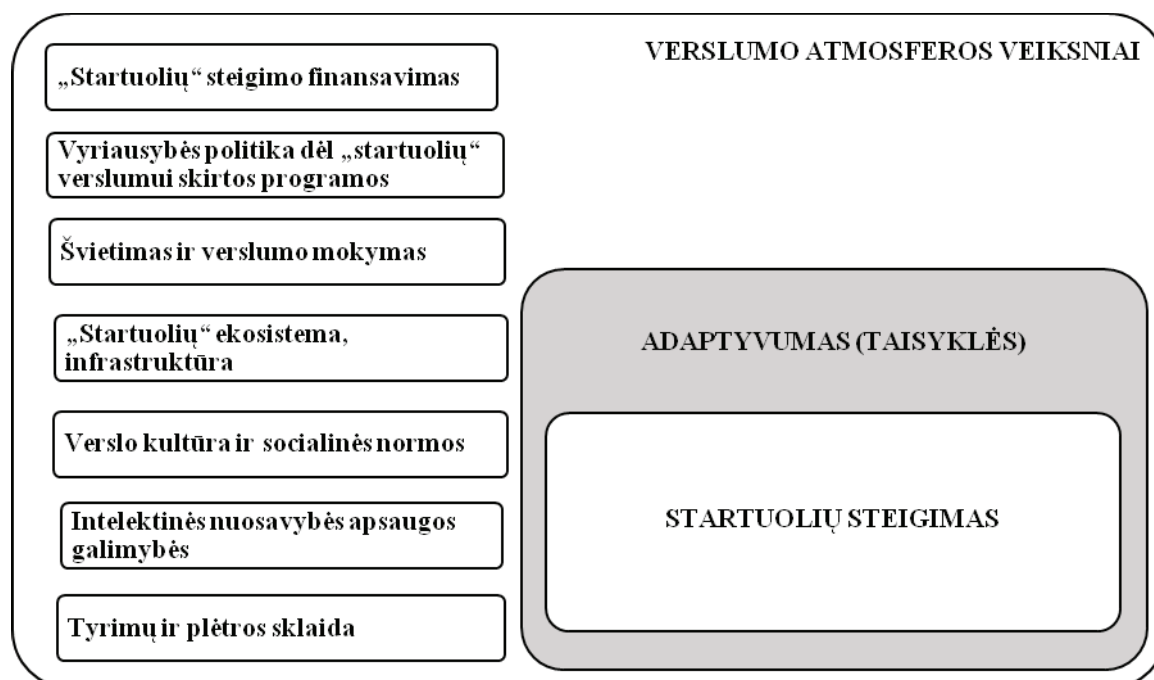 VERSLUMO ATMOSFEROS VEIKSNIAI
„Startuolių“ steigimo finansavimas
Vyriausybės politika dėl „startuolių“
verslumui skirtos programos
Švietimas ir verslumo mokymas
„Startuolių“ ekosistema,
infrastruktūra
Verslo kultūra ir socialinės normos
Intelektinės nuosavybės apsaugos
galimybės
Tyrimų ir plėtros sklaida
ADAPTYVUMAS (TAISYKLĖS)
STARTUOLIŲ STEIGIMAS